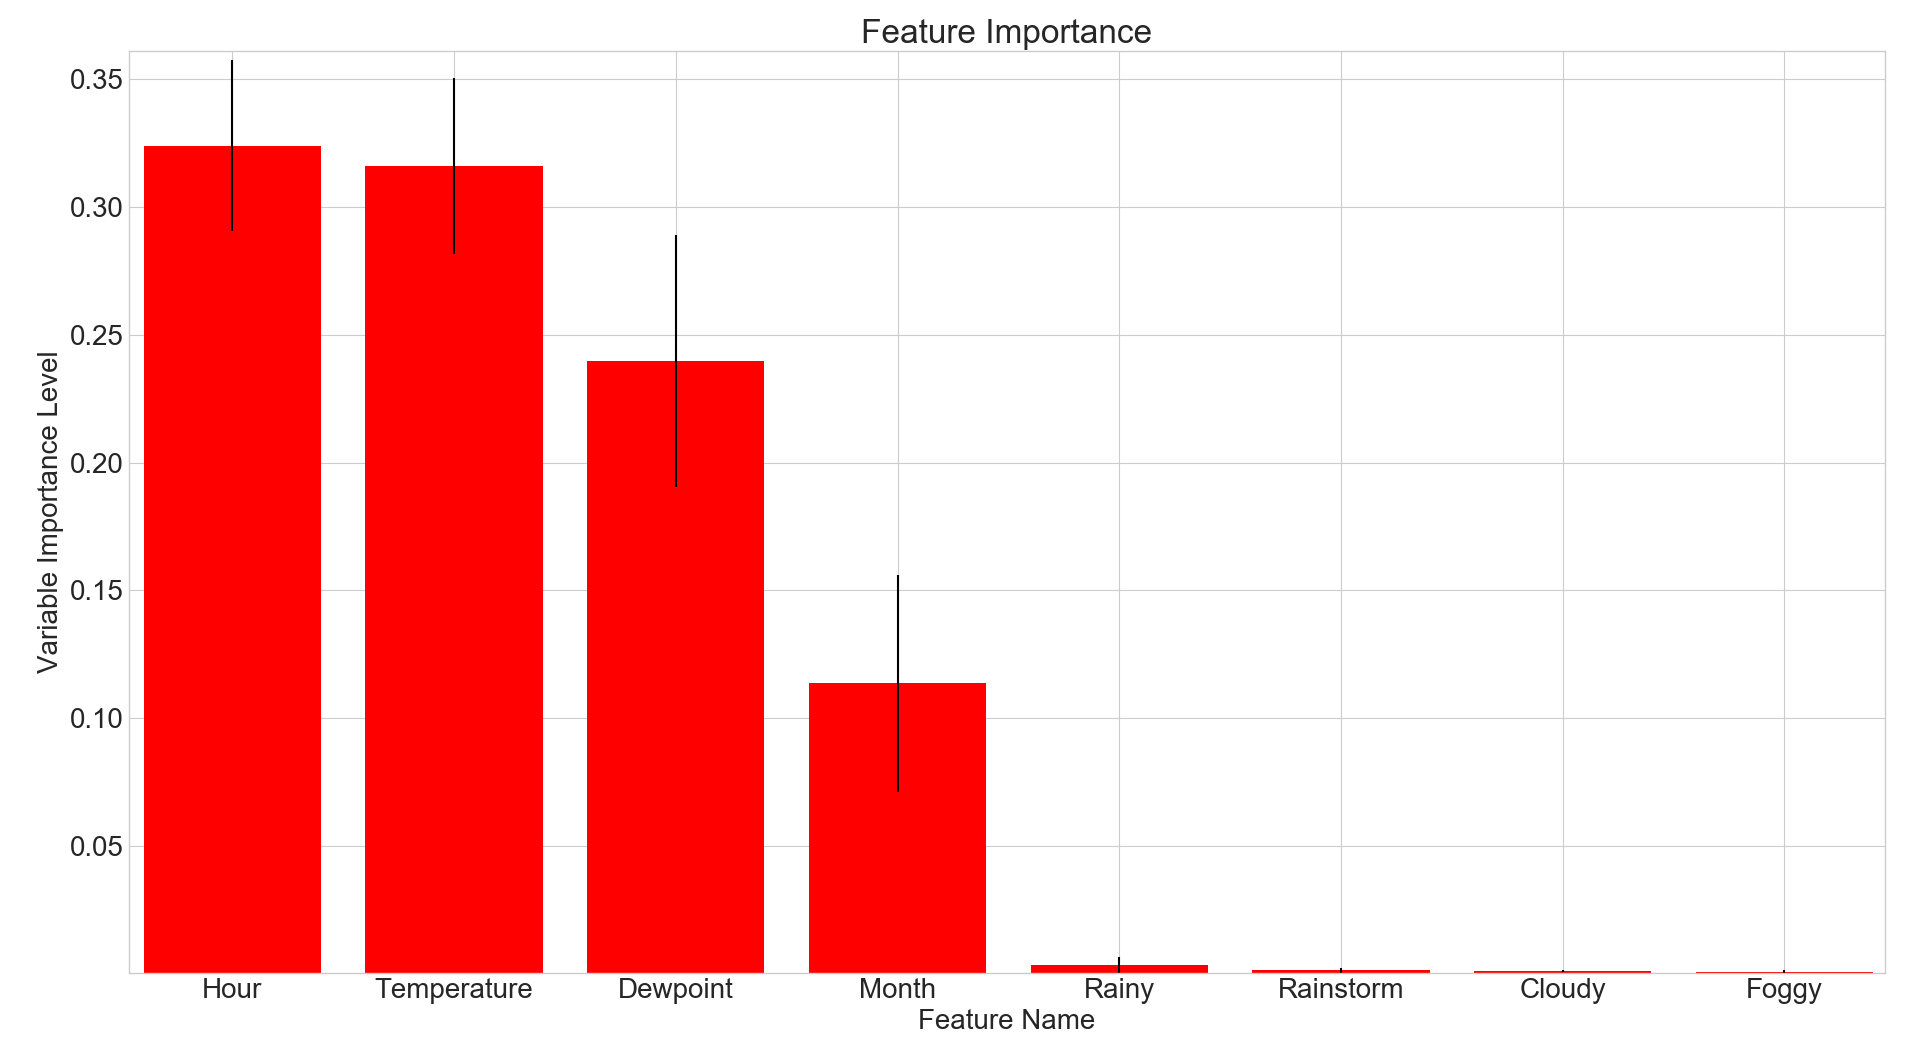 Feature Importance
0.35
0.30
0.25
0.20
0.15
0.10
0.05
Variable Importance Level
Hour Temperature Dewpoint Month Rainy Rainstorm Cloudy Foggy
Feature Name